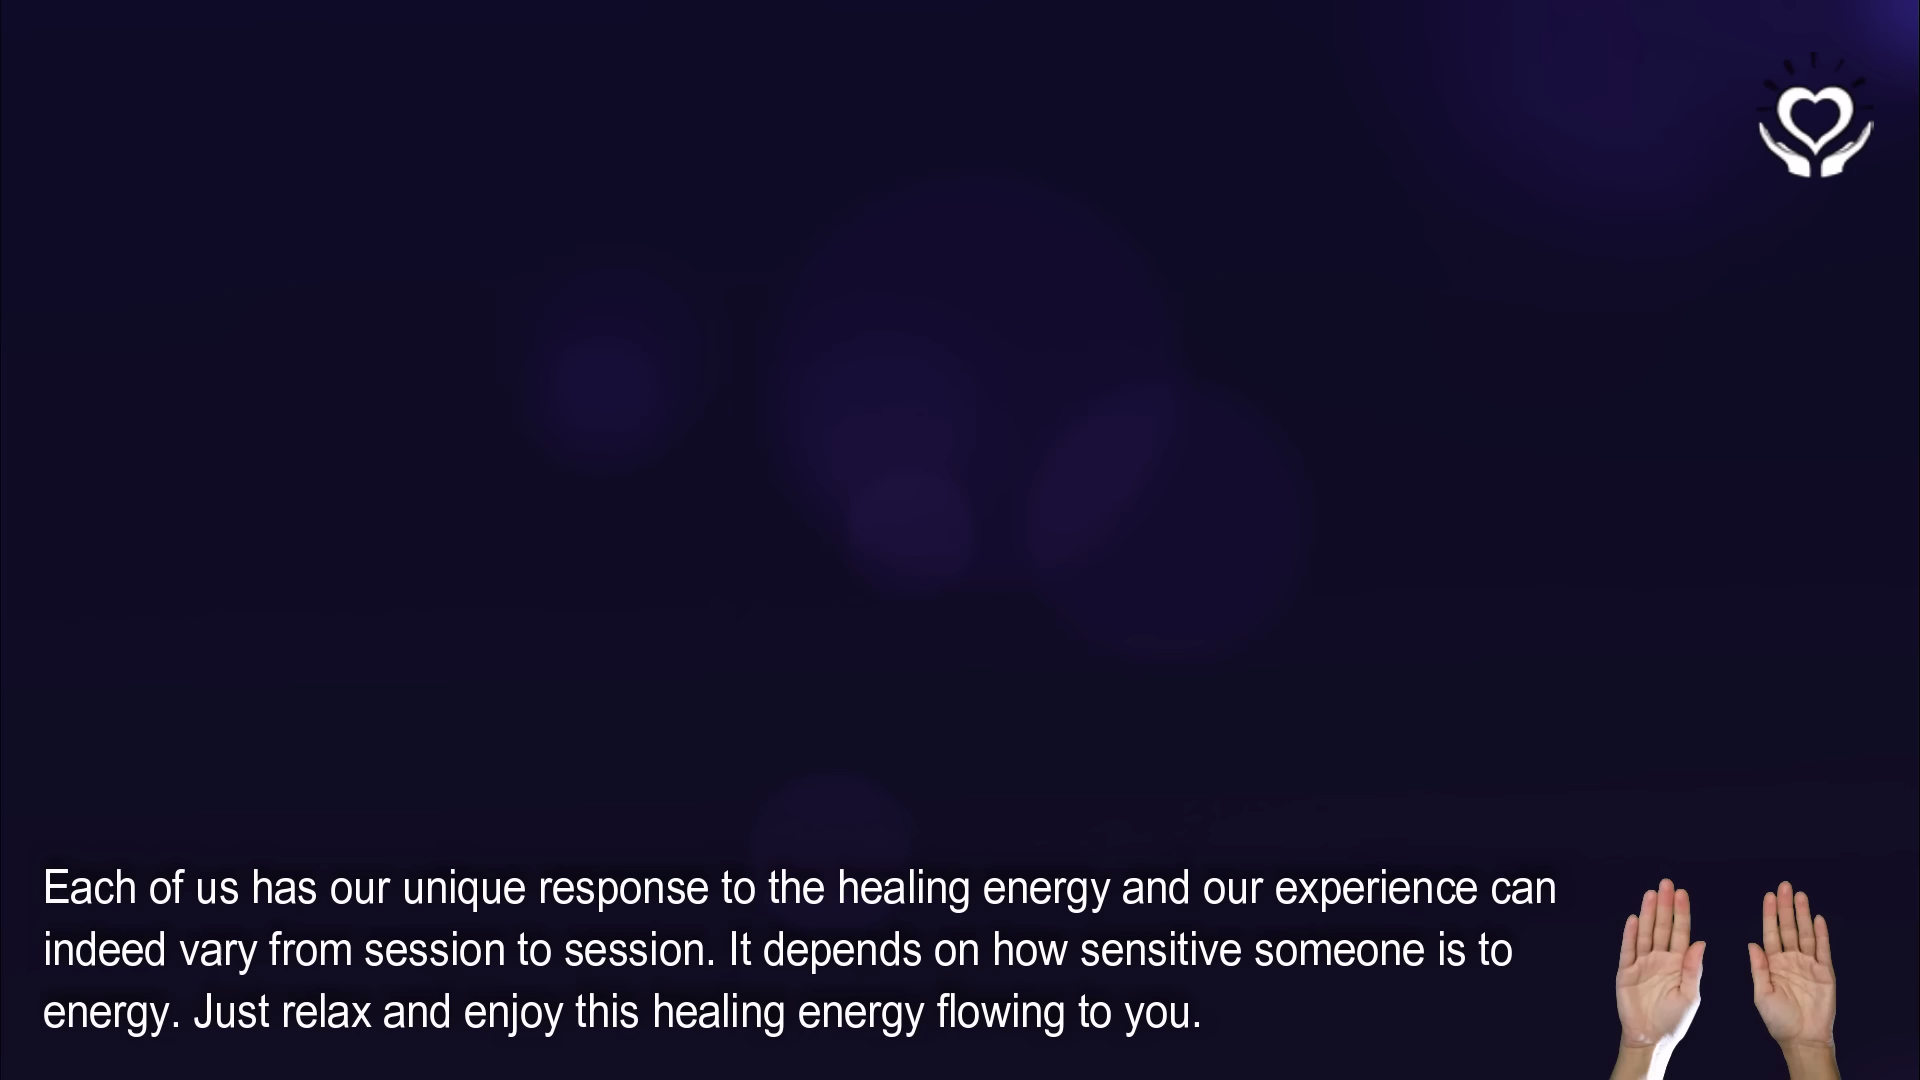 Each of us has our unique response to the healing energy and our experience can
indeed vary from session to session. It depends on how sensitive someone is to
energy. Just relax and enjoy this healing energy flowing to you.